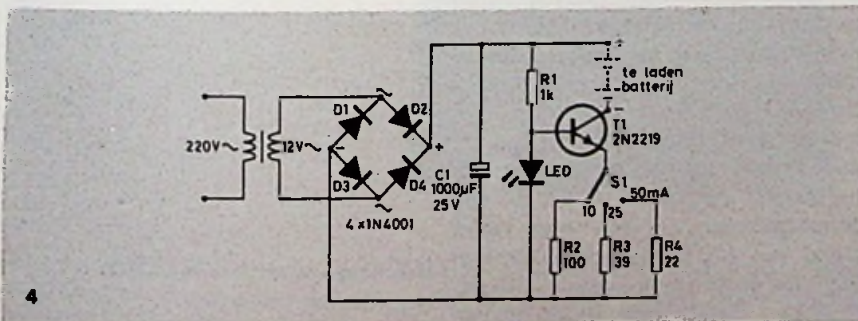 220V~
12V~
D1
D2
D3
D4
~
~
-
+
4x1N4001
C1
1000µF
25V
R1
1k
LED
+
te laden
batterij
-
T1
2N2219
S1
10
25
50mA
R2
100
R3
39
R4
22
4